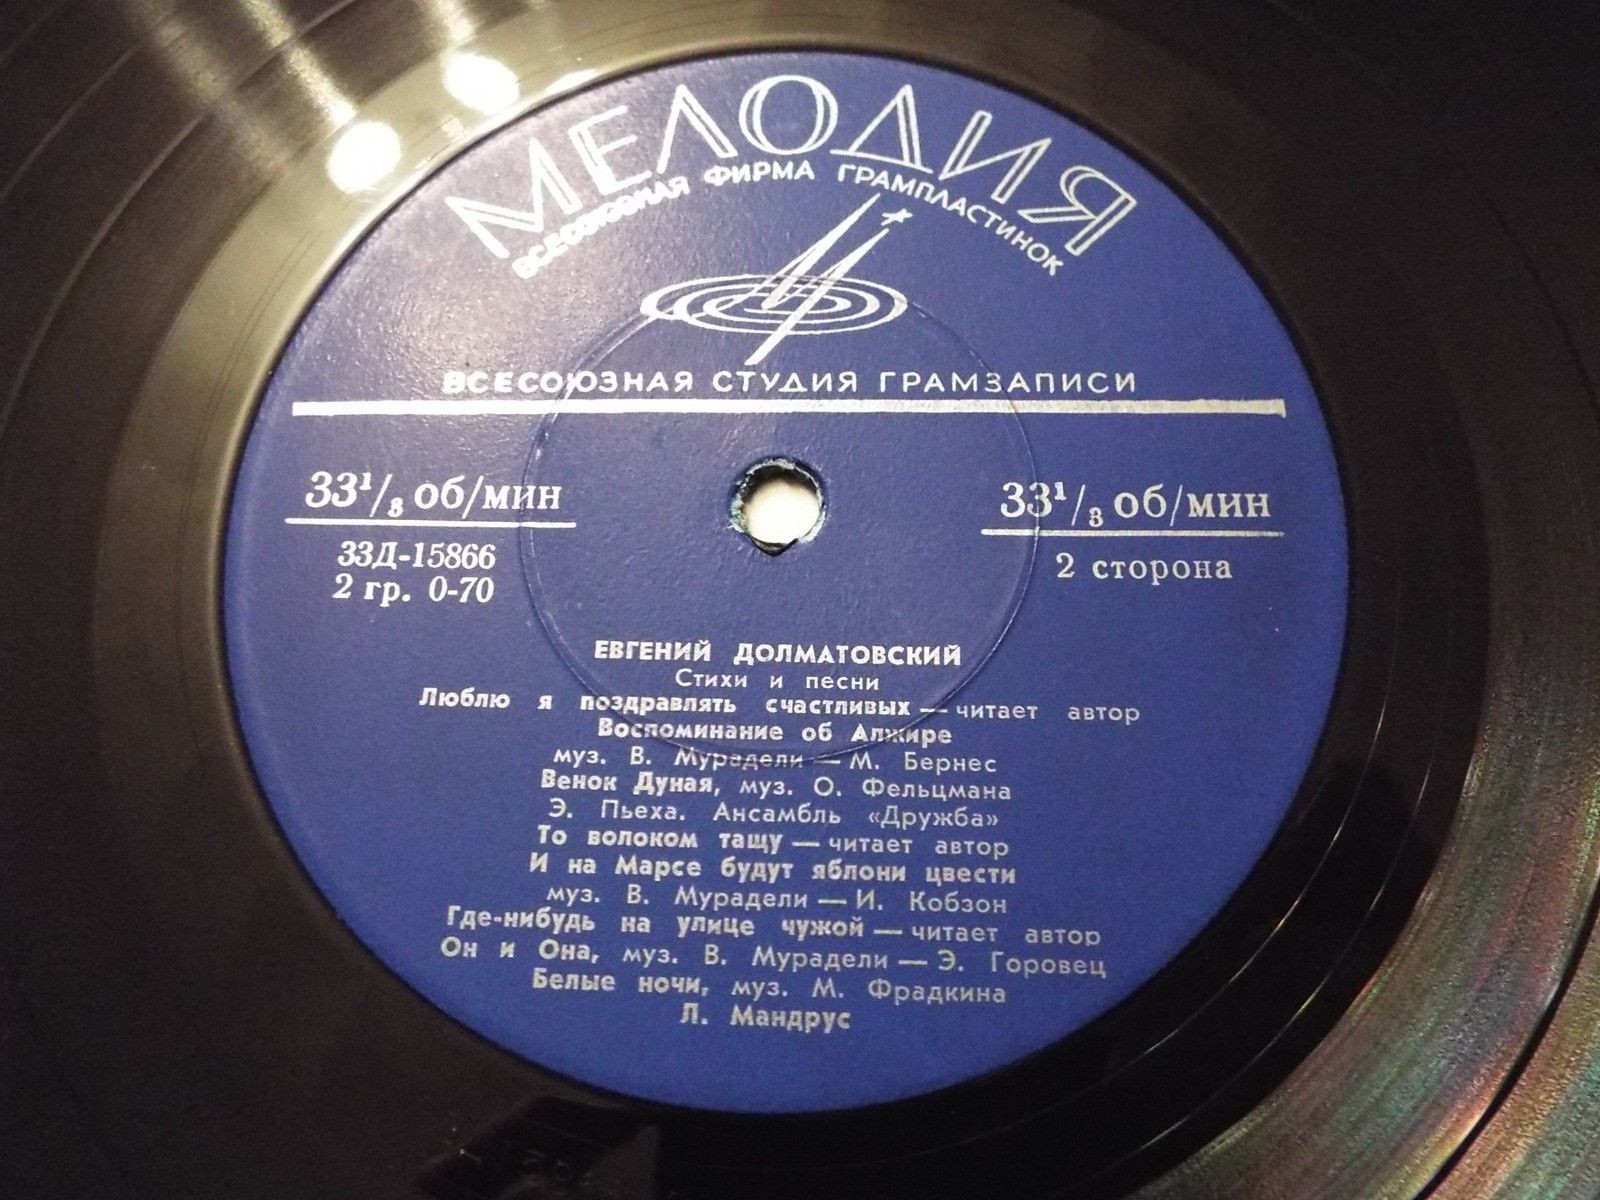 МЕЛОДИЯ
ВСЕСОЮЗНАЯ ФИРМА ГРАМПЛАСТИНОК
ВСЕСОЮЗНАЯ СТУДИЯ ГРАМЗАПИСИ
33¹/₃ об/мин
33Д-15866
2 гр. 0-70
33¹/₃ об/мин
2 сторона
ЕВГЕНИЙ ДОЛМАТОВСКИЙ
Стихи и песни
Люблю я поздравлять счастливых — читает автор
Воспоминание об Алжире
муз. В. Мурадели — М. Бернес
Венок Дуная, муз. О. Фельцмана
Э. Пьеха. Ансамбль «Дружба»
То волоком тащу — читает автор
И на Марсе будут яблони цвести
муз. В. Мурадели — И. Кобзон
Где-нибудь на улице чужой — читает автор
Он и Она, муз. В. Мурадели — Э. Горовец
Белые ночи, муз. М. Фрадкина
Л. Мандрус